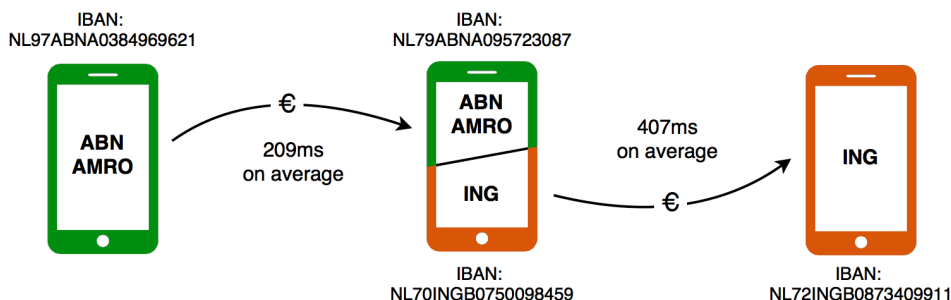 IBAN:
NL97ABNA0384969621
ABN
AMRO
€
209ms
on average
IBAN:
NL79ABNA095723087
ABN
AMRO
ING
IBAN:
NL70INGB0750098459
407ms
on average
€
ING
IBAN:
NL72INGB0873409911